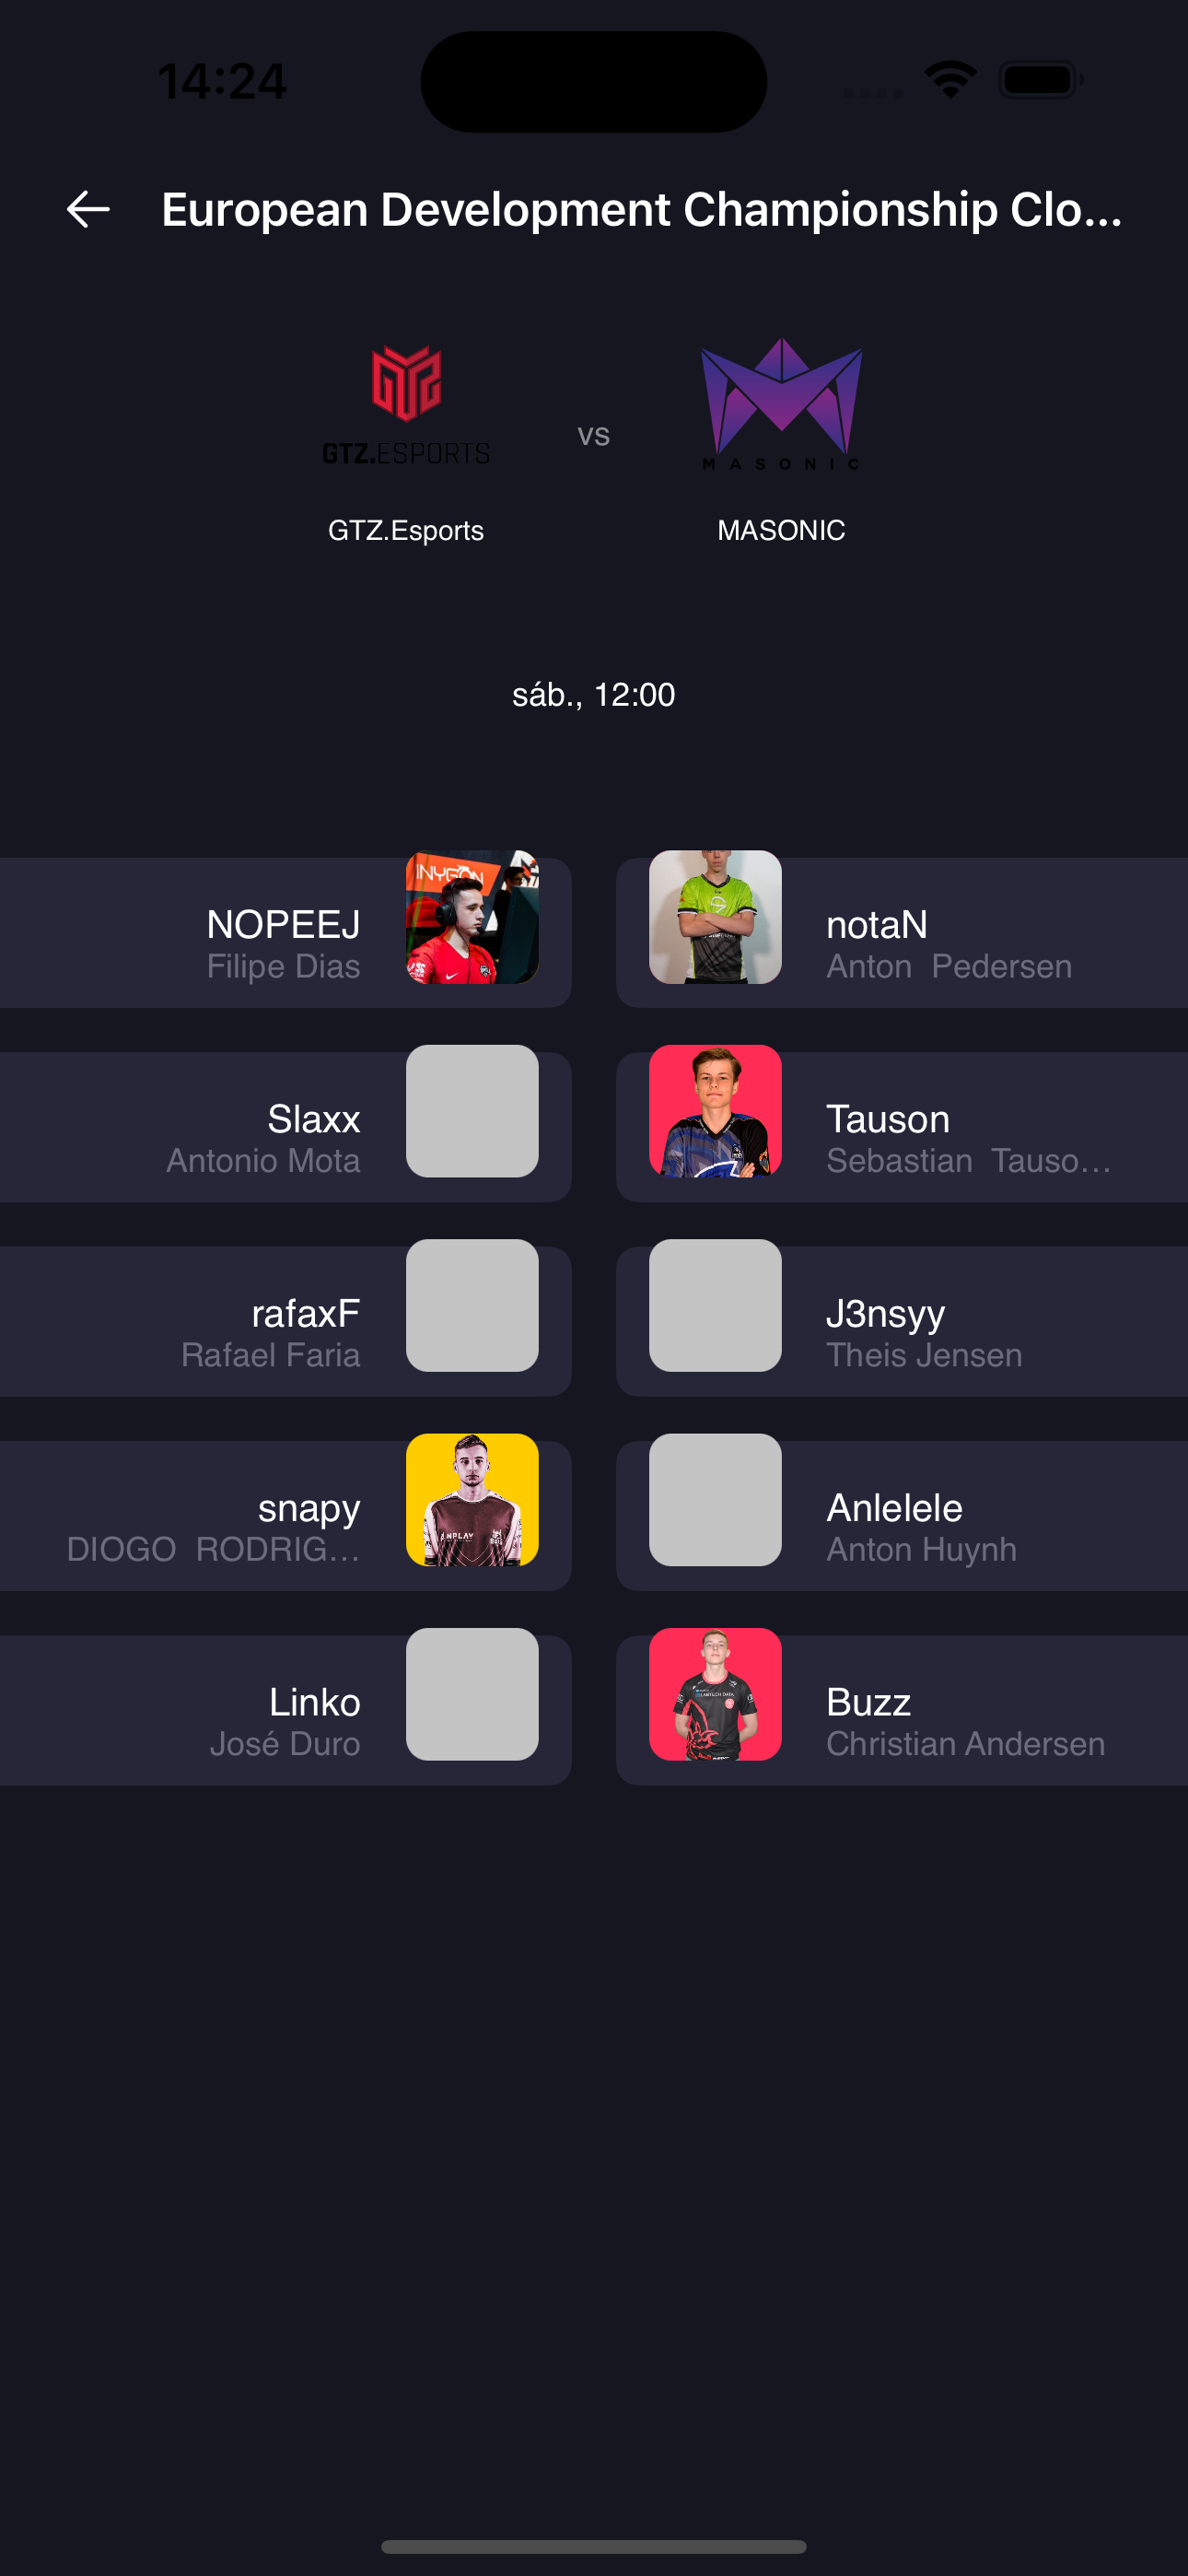 14:24
European Development Championship Clo...
GTZ.ESPORTS
MASONIC
vs
GTZ.Esports
MASONIC
sáb., 12:00
INYGON
NOPEEJ
Filipe Dias
notaN
Anton Pedersen
Slaxx
Antonio Mota
Tauson
Sebastian Tauso...
rafaxF
Rafael Faria
J3nsyy
Theis Jensen
snapy
DIOGO RODRIG...
Anlelele
Anton Huynh
Linko
José Duro
Buzz
Christian Andersen